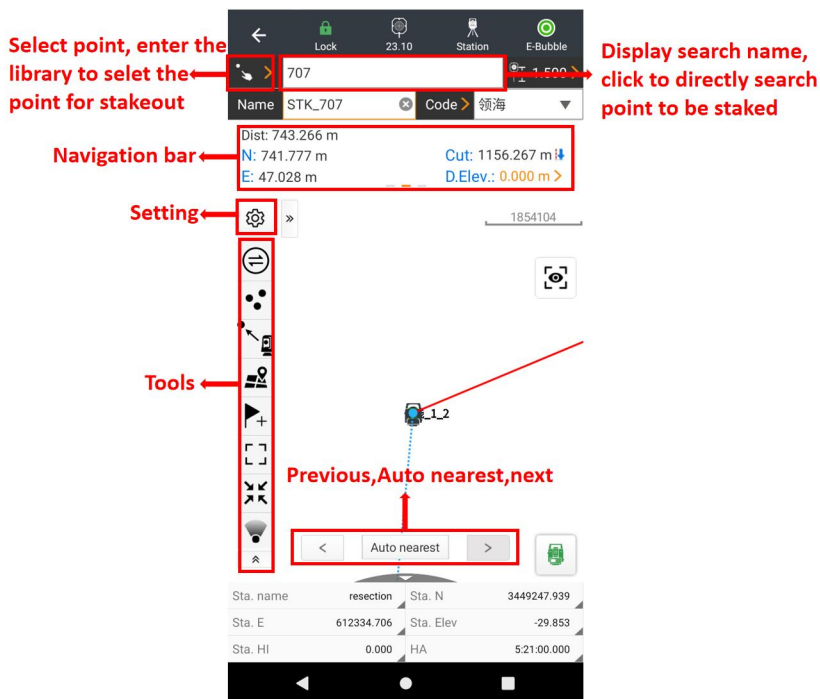 Select point, enter the
library to selet the
point for stakeout
Lock
23.10
Station
E-Bubble
707
1.500
Display search name,
click to directly search
point to be staked
Name
STK_707
Code
领海
Navigation bar
Dist: 743.266 m
N: 741.777 m
Cut: 1156.267 m
E: 47.028 m
D.Elev.: 0.000 m
Setting
1854104
Tools
_1_2
Previous,Auto nearest,next
< Auto nearest >
Sta. name
resection
Sta. N
3449247.939
Sta. E
612334.706
Sta. Elev
-29.853
Sta. HI
0.000
HA
5:21:00.000